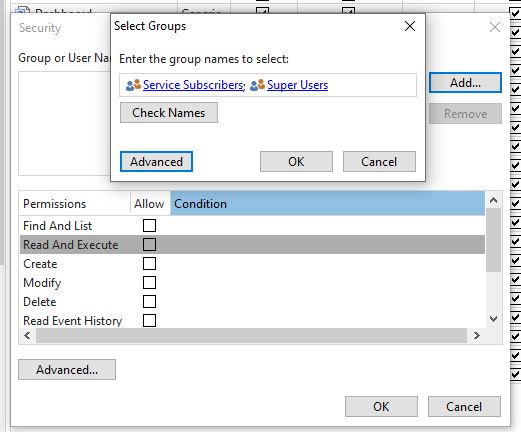 Dashboard Generic
Security
Select Groups
Group or User Na
Enter the group names to select:
Service Subscribers; Super Users
Check Names
Add...
Remove
Advanced OK Cancel
Permissions Allow Condition
Find And List
Read And Execute
Create
Modify
Delete
Read Event History
Advanced...
OK Cancel